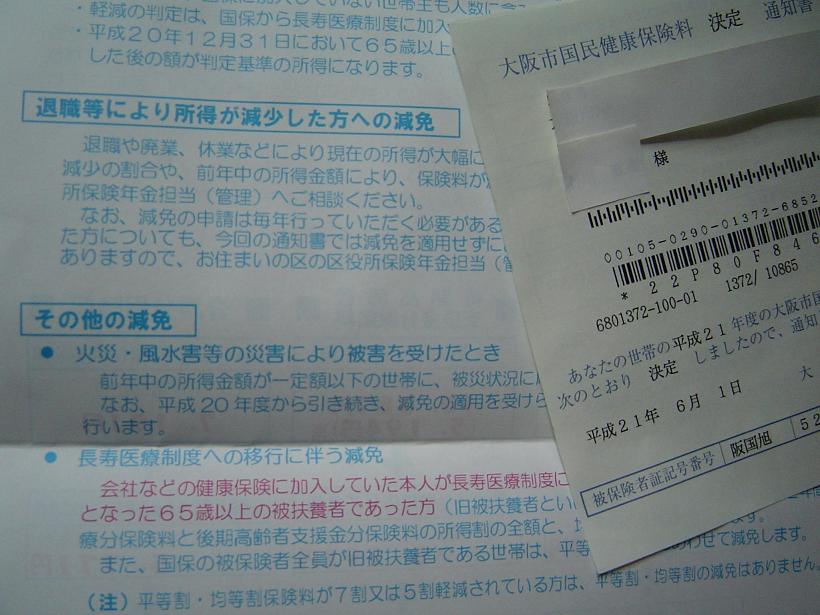 ・軽減の判定は、国保から長寿医療制度に加入
・平成２０年１２月３１日において６５歳以上
した後の額が判定基準の所得になります。
退職等により所得が減少した方への減免
退職や廃業、休業などにより現在の所得が大幅に
減少の割合や、前年中の所得金額により、保険料が
所保険年金担当（管理）へご相談ください。
なお、減免の申請は毎年行っていただく必要がある
た方についても、今回の通知書では減免を適用せずに
ありますので、お住まいの区の区役所保険年金担当（
その他の減免
● 火災・風水害等の災害により被害を受けたとき
前年中の所得金額が一定額以下の世帯に、被災状況に
なお、平成２０年度から引き続き、減免の適用を受け
行います。
● 長寿医療制度への移行に伴う減免
会社などの健康保険に加入していた本人が長寿医療制度に
となった６５歳以上の被扶養者であった方（旧被扶養者とい
療分保険料と後期高齢者支援金分保険料の所得割の全額と、
あわせて減免します。
また、国保の被保険者全員が旧被扶養者である世帯は、平等
（注）平等割・均等割保険料が７割又は５割軽減されている方は、平等割・均等割の減免はありません。
大阪市国民健康保険料 決定 通知書
様
00105-0290-01372-6852
* 2 2 P 8 0 F 8 4 6
6801372-100-01 1372/ 10865
あなたの世帯の平成２１年度の大阪市国
次のとおり 決定 しましたので、通知
平成２１年 ６月 １日 大
被保険者証記号番号 阪国旭 ５２